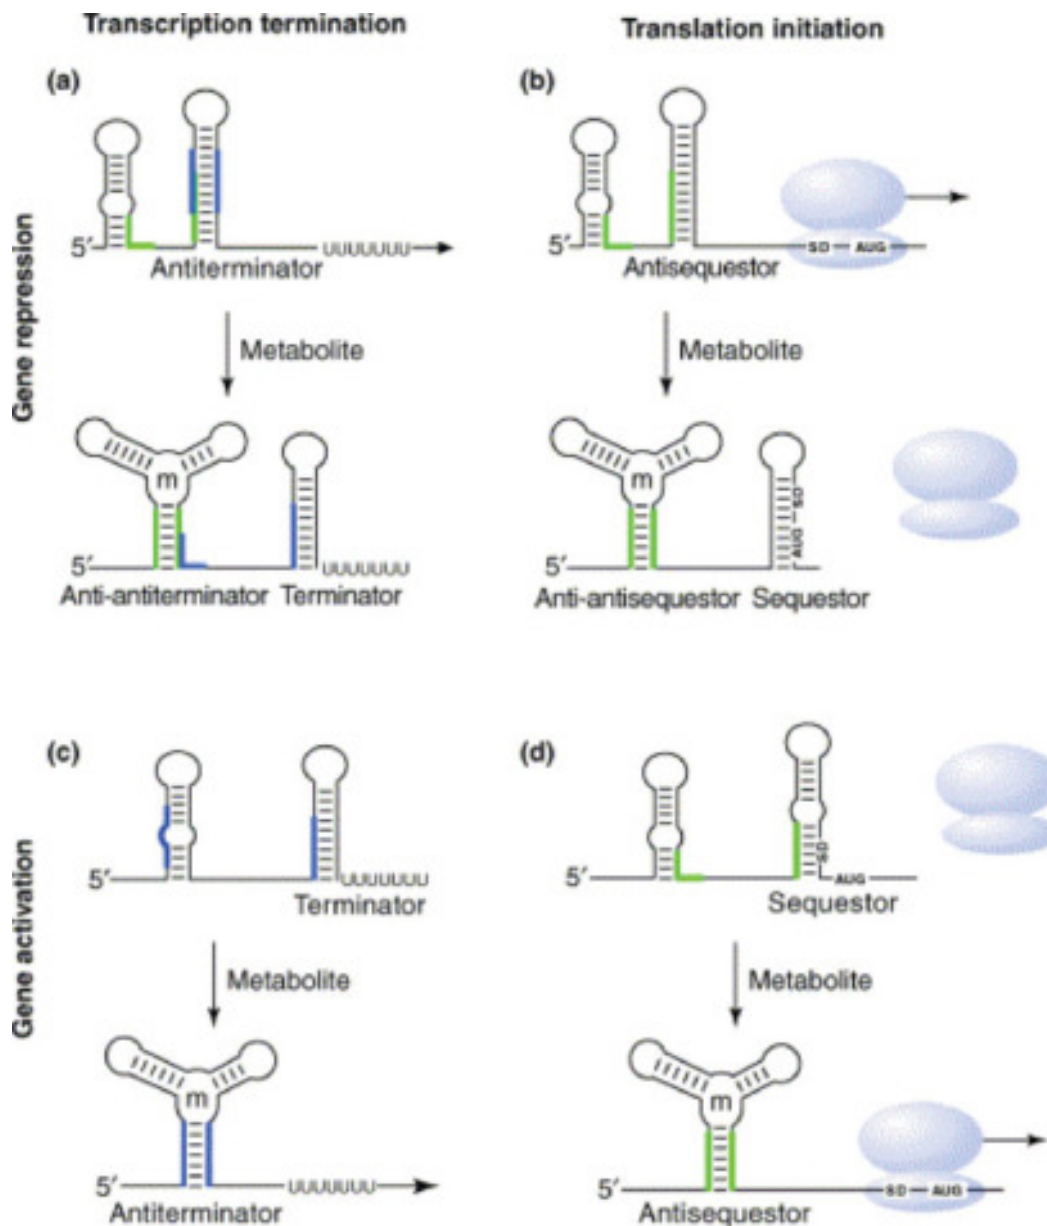 Transcription termination
Translation initiation
Gene repression
(a)
5′
UUUUUUU
Antiterminator
Metabolite
m
5′
UUUUUUU
Anti-antiterminator
Terminator
(b)
5′
SD
AUG
Antisequestor
Metabolite
m
5′
SD
AUG
Anti-antisequestor
Sequestor
Gene activation
(c)
5′
UUUUUUU
Terminator
Metabolite
m
5′
UUUUUUU
Antiterminator
(d)
5′
SD
AUG
Sequestor
Metabolite
m
5′
SD
AUG
Antisequestor